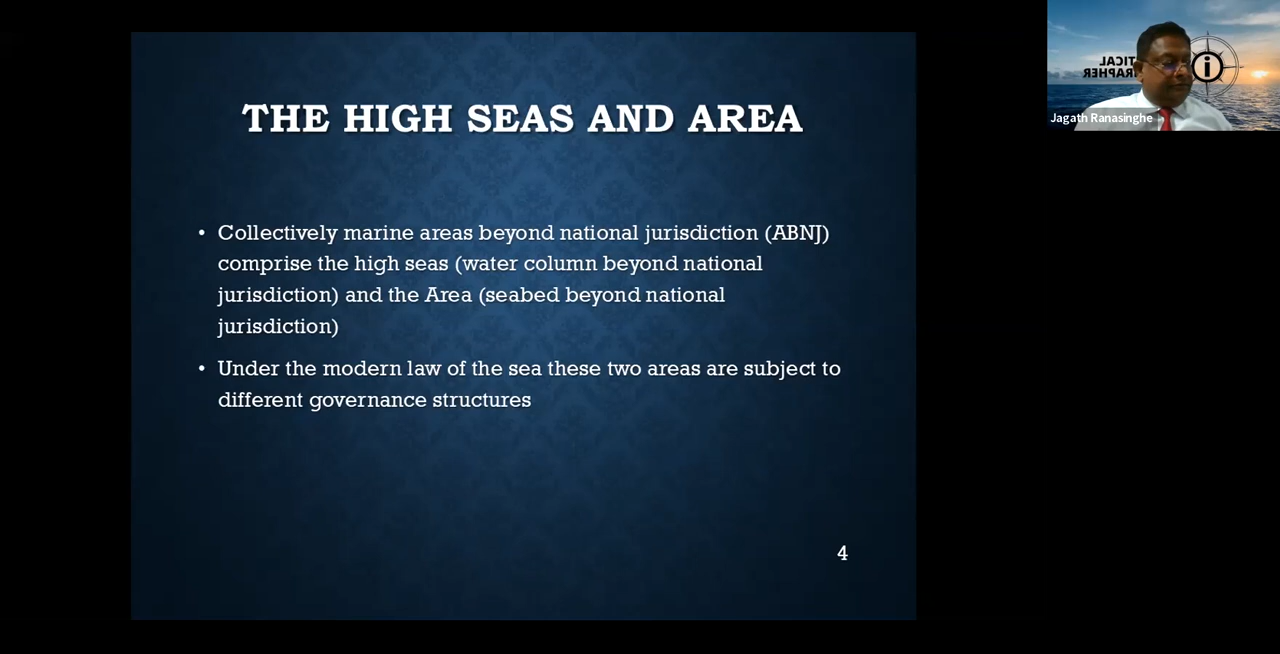 THE HIGH SEAS AND AREA
• Collectively marine areas beyond national jurisdiction (ABNJ)
comprise the high seas (water column beyond national
jurisdiction) and the Area (seabed beyond national
jurisdiction)
• Under the modern law of the sea these two areas are subject to
different governance structures
4
TICAL
RAPHER
i
Jagath Ranasinghe